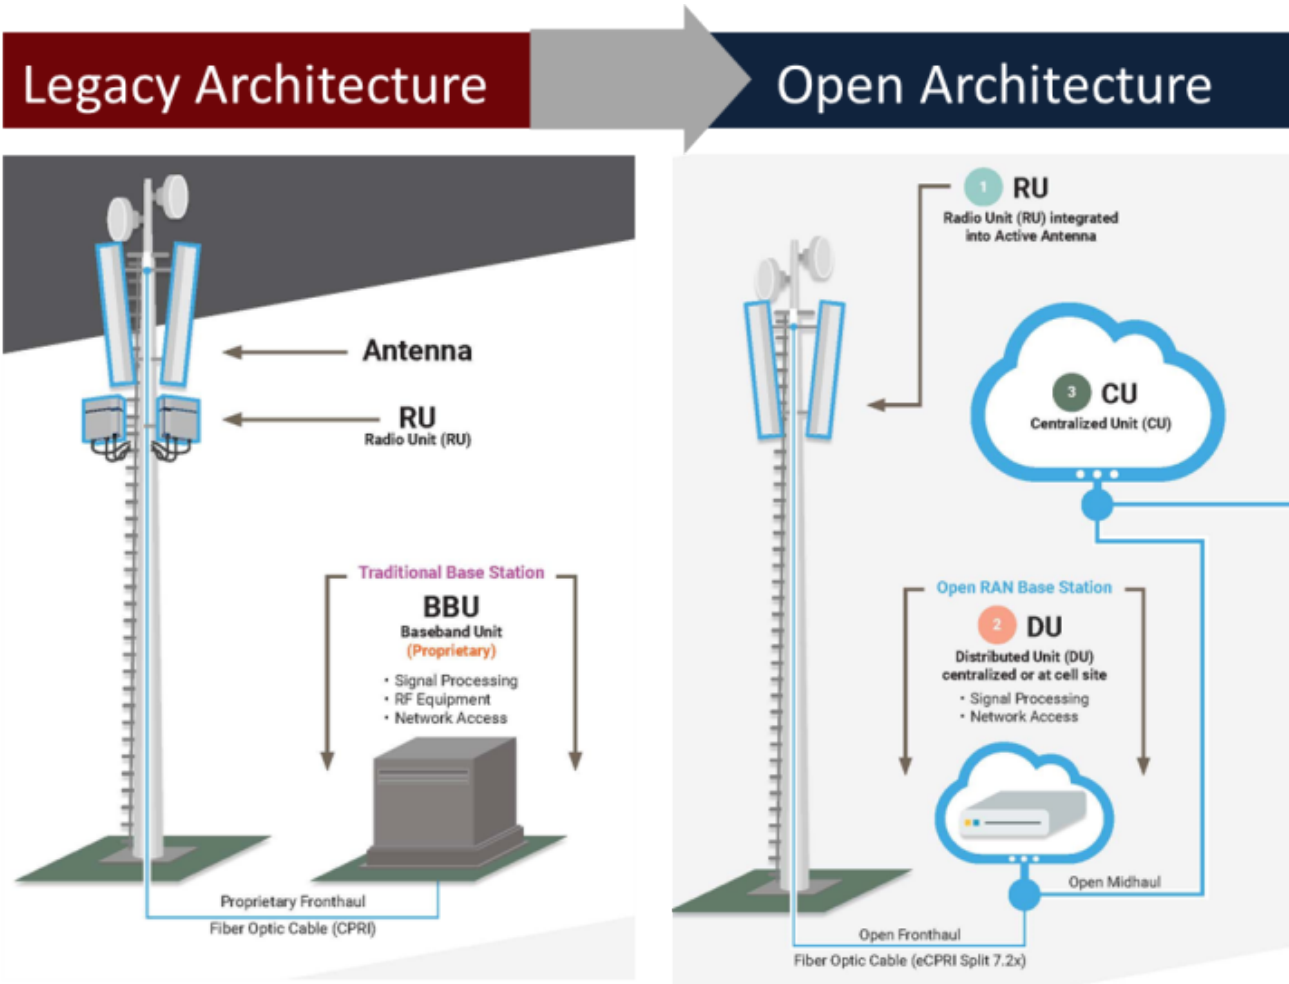 Legacy Architecture
Open Architecture
Antenna
RU
Radio Unit (RU)
Traditional Base Station
BBU
Baseband Unit
(Proprietary)
• Signal Processing
• RF Equipment
• Network Access
Proprietary Fronthaul
Fiber Optic Cable (CPRI)
1 RU
Radio Unit (RU) integrated
into Active Antenna
3 CU
Centralized Unit (CU)
Open RAN Base Station
2 DU
Distributed Unit (DU)
centralized or at cell site
• Signal Processing
• Network Access
Open Midhaul
Open Fronthaul
Fiber Optic Cable (eCPRI Split 7.2x)